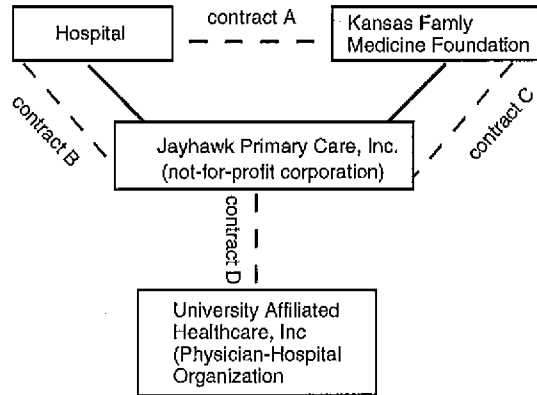 contract A
Hospital
Kansas Famly
Medicine Foundation
contract B
contract C
Jayhawk Primary Care, Inc.
(not-for-profit corporation)
contract D
University Affiliated
Healthcare, Inc
(Physician-Hospital
Organization